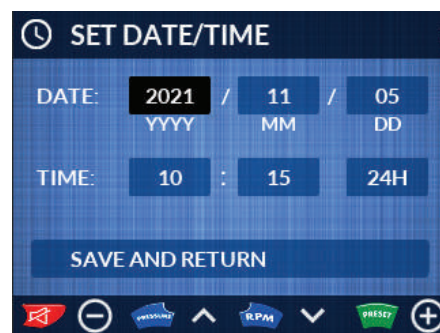 SET DATE/TIME
DATE: 2021 / 11 / 05
YYYY MM DD
TIME: 10 : 15 24H
SAVE AND RETURN
PRESSURE RPM PRESET